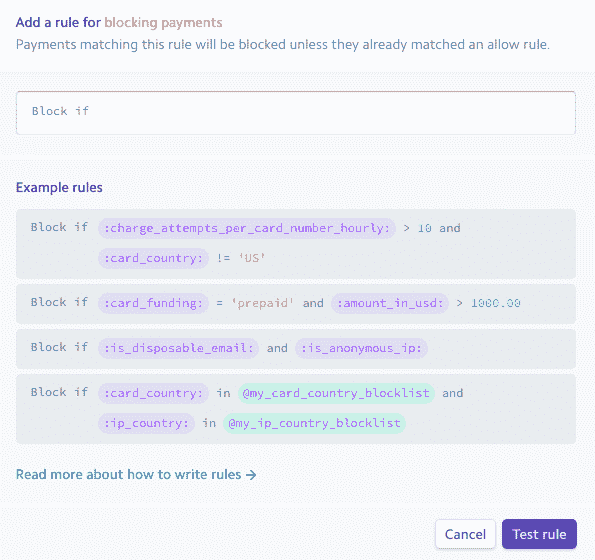 Add a rule for blocking payments
Payments matching this rule will be blocked unless they already matched an allow rule.
Block if
Example rules
Block if :charge_attempts_per_card_number_hourly: > 10 and
:card_country: != 'US'
Block if :card_funding: = 'prepaid' and :amount_in_usd: > 1000.00
Block if :is_disposable_email: and :is_anonymous_ip:
Block if :card_country: in @my_card_country_blocklist and
:ip_country: in @my_ip_country_blocklist
Read more about how to write rules →
Cancel Test rule